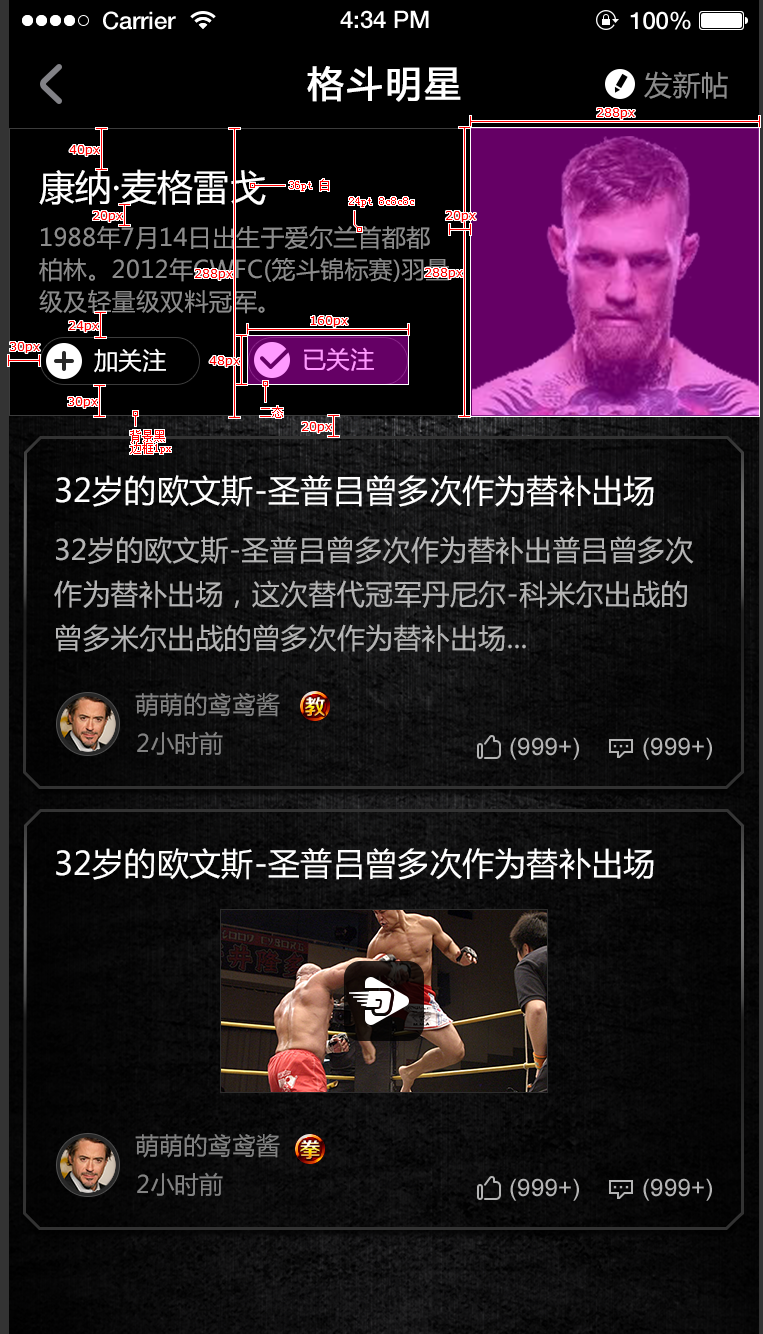 Carrier 4:34 PM 100%
格斗明星 发新帖
288px
40px
康纳·麦格雷戈
36pt 白
24pt 8c8c8c
20px
20px
1988年7月14日出生于爱尔兰首都都
柏林。2012年CWFC(笼斗锦标赛)羽量
级及轻量级双料冠军。
288px
288px
24px
160px
30px
加关注
48px
已关注
30px
二态
20px
背景黑
边框1px
32岁的欧文斯-圣普吕曾多次作为替补出场
32岁的欧文斯-圣普吕曾多次作为替补出普吕曾多次
作为替补出场，这次替代冠军丹尼尔-科米尔出战的
曾多米尔出战的曾多次作为替补出场...
萌萌的鸢鸢酱 教
2小时前
(999+) (999+)
32岁的欧文斯-圣普吕曾多次作为替补出场
萌萌的鸢鸢酱 拳
2小时前
(999+) (999+)